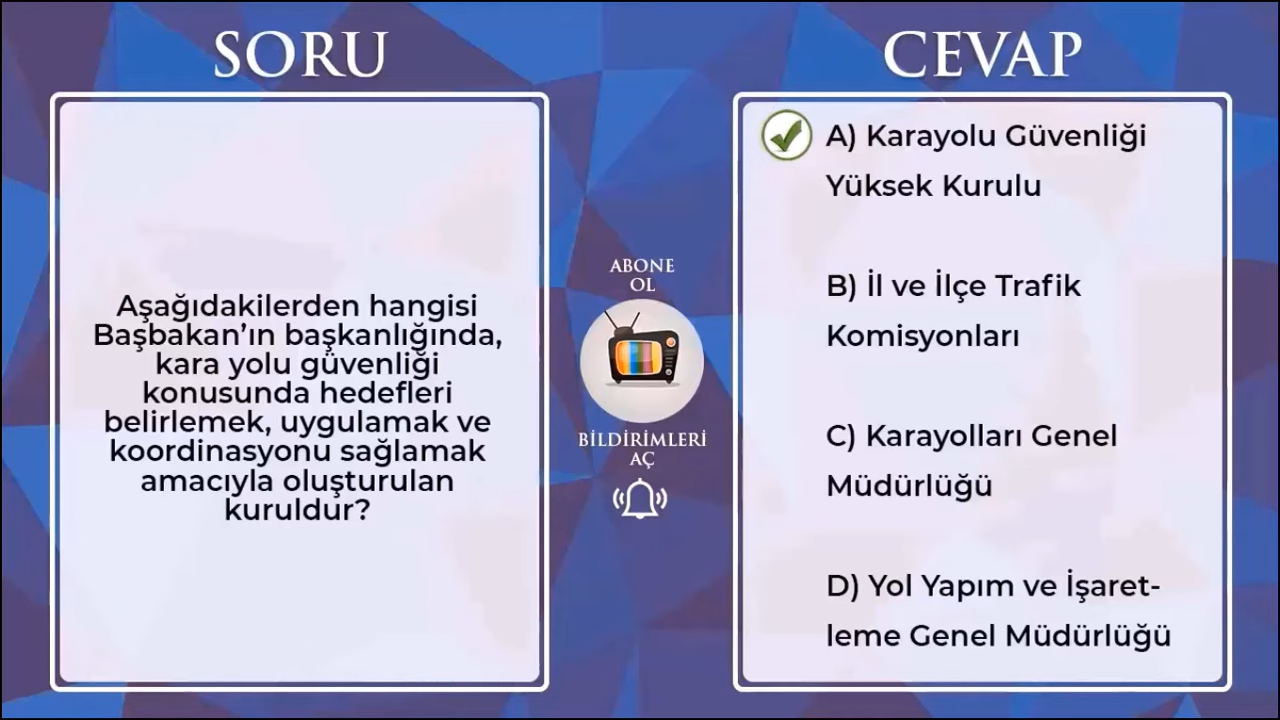 SORU
Aşağıdakilerden hangisi
Başbakan’ın başkanlığında,
kara yolu güvenliği
konusunda hedefleri
belirlemek, uygulamak ve
koordinasyonu sağlamak
amacıyla oluşturulan
kuruldur?
ABONE
OL
BİLDİRİMLERİ
AÇ
CEVAP
A) Karayolu Güvenliği
Yüksek Kurulu
B) İl ve İlçe Trafik
Komisyonları
C) Karayolları Genel
Müdürlüğü
D) Yol Yapım ve İşaret-
leme Genel Müdürlüğü